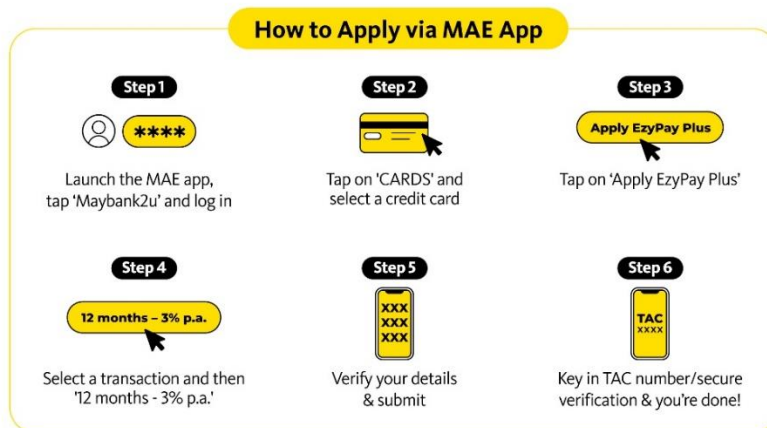 How to Apply via MAE App
Step 1
****
Launch the MAE app,
tap ‘Maybank2u’ and log in
Step 2
Tap on 'CARDS' and
select a credit card
Step 3
Apply EzyPay Plus
Tap on ‘Apply EzyPay Plus’
Step 4
12 months – 3% p.a.
Select a transaction and then
'12 months - 3% p.a.'
Step 5
XXX
XXX
XXX
Verify your details
& submit
Step 6
TAC
XXXX
Key in TAC number/secure
verification & you're done!